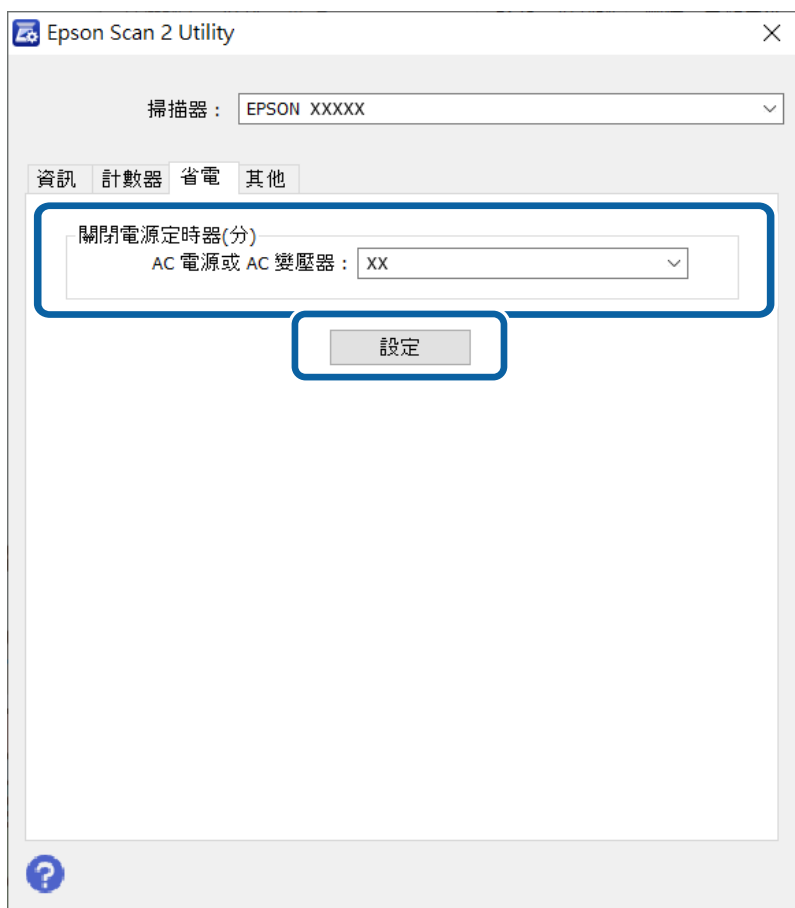 Epson Scan 2 Utility
掃描器：
EPSON XXXXX
資訊 計數器 省電 其他
關閉電源定時器(分)
AC 電源或 AC 變壓器：
XX
設定
?